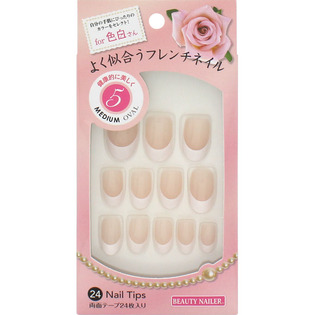 自分の手肌にぴったりの
カラーをセレクト!
for 色白さん
よく似合うフレンチネイル
健康的に美しく
5
MEDIUM OVAL
24 Nail Tips
両面テープ24枚入り
BEAUTY NAILER.